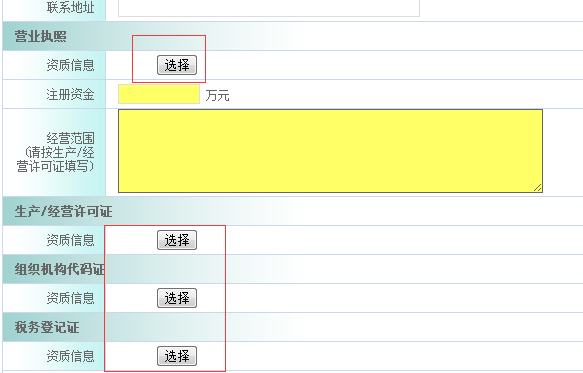 联系地址
营业执照
资质信息 选择
注册资金 万元
经营范围
(请按生产/经
营许可证填写)
生产/经营许可证
资质信息 选择
组织机构代码证
资质信息 选择
税务登记证
资质信息 选择